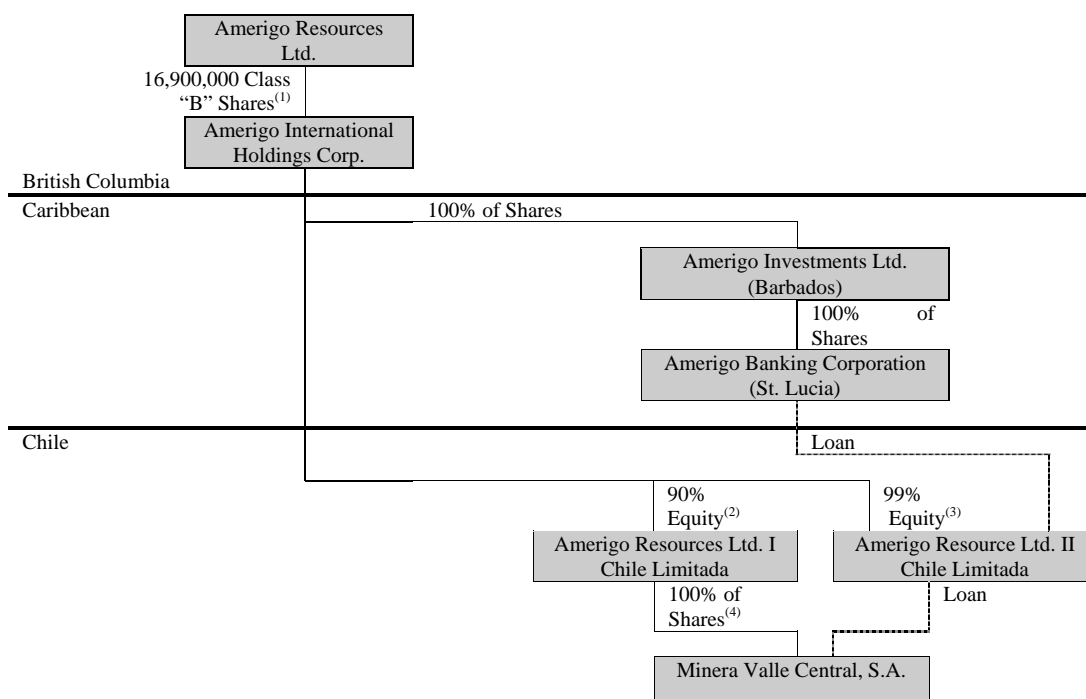 Amerigo Resources
Ltd.
16,900,000 Class
“B” Shares(1)
Amerigo International
Holdings Corp.
British Columbia
Caribbean
100% of Shares
Amerigo Investments Ltd.
(Barbados)
100% of
Shares
Amerigo Banking Corporation
(St. Lucia)
Chile
Loan
90%
Equity(2)
99%
Equity(3)
Amerigo Resources Ltd. I
Chile Limitada
Amerigo Resource Ltd. II
Chile Limitada
100% of
Shares(4)
Loan
Minera Valle Central, S.A.